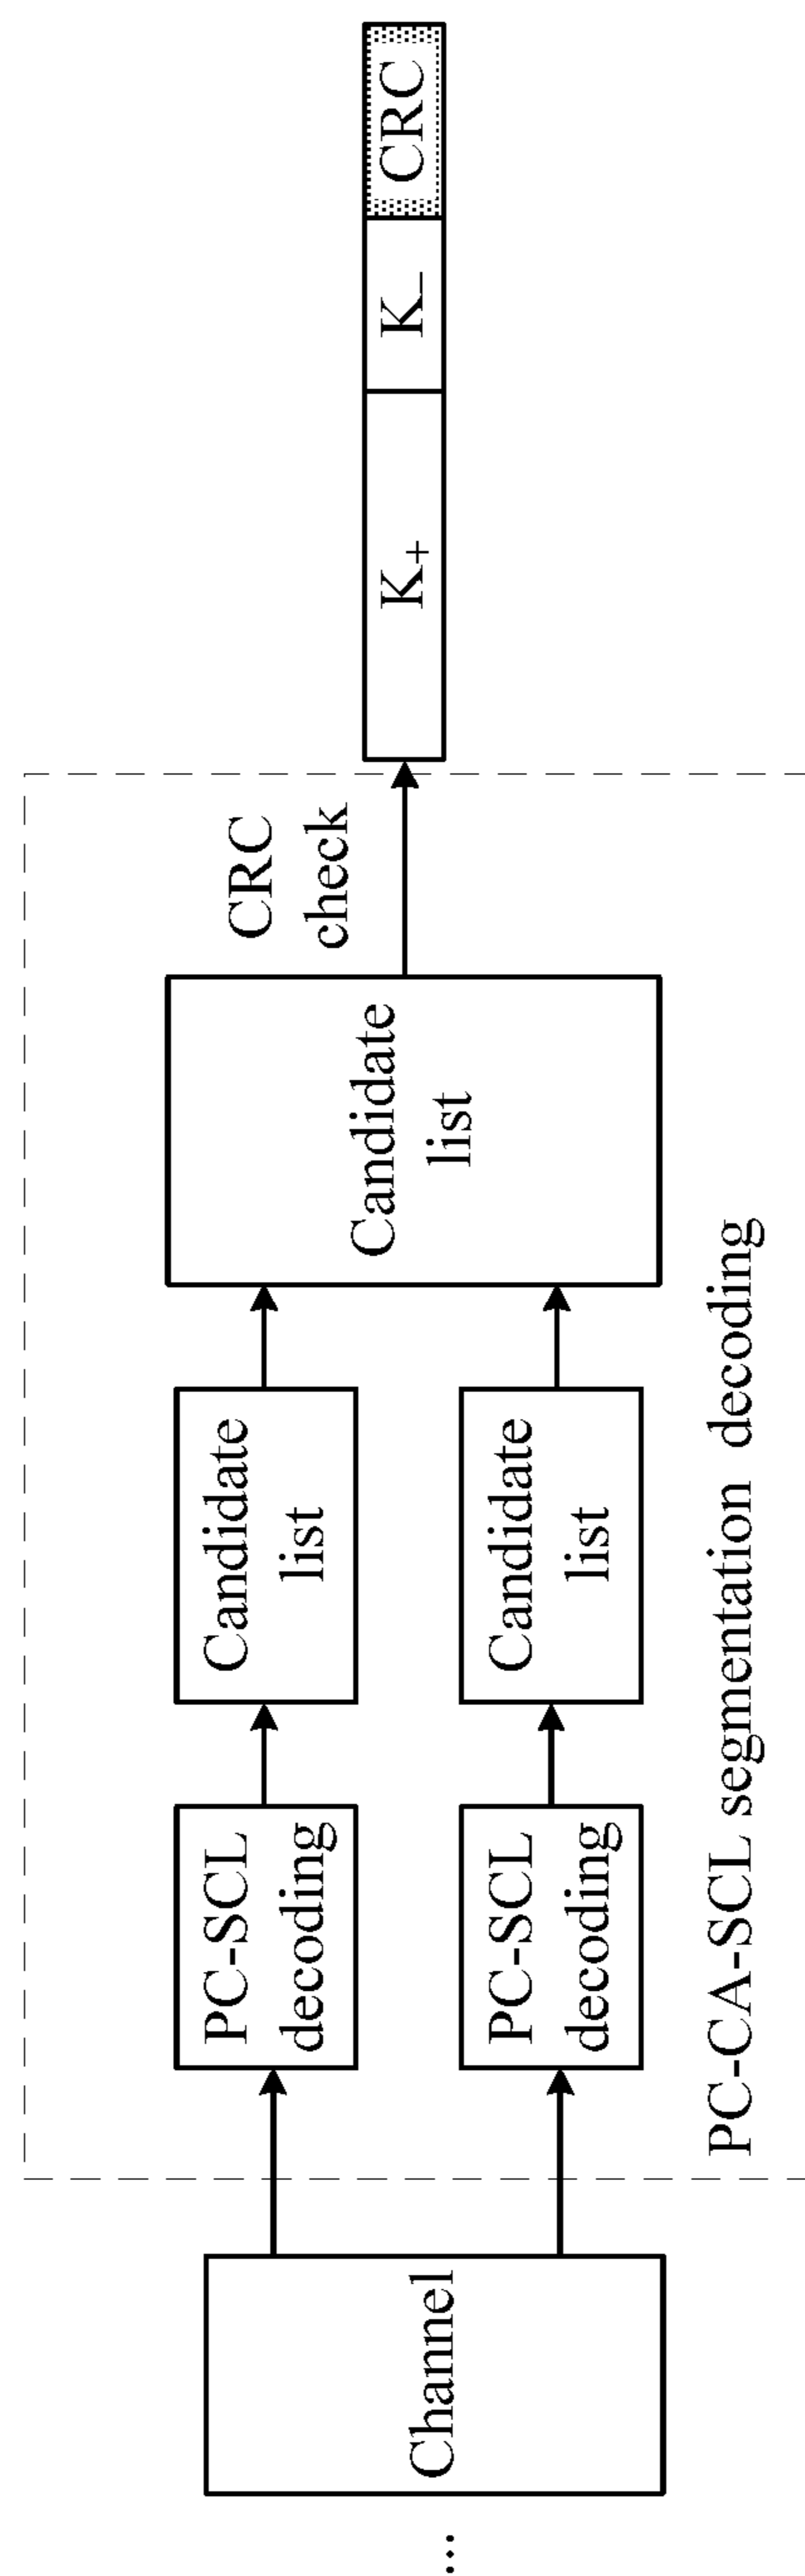 ...
Channel
PC-SCL
decoding
PC-SCL
decoding
Candidate
list
Candidate
list
Candidate
list
CRC
check
K+
K−
CRC
PC-CA-SCL segmentation decoding